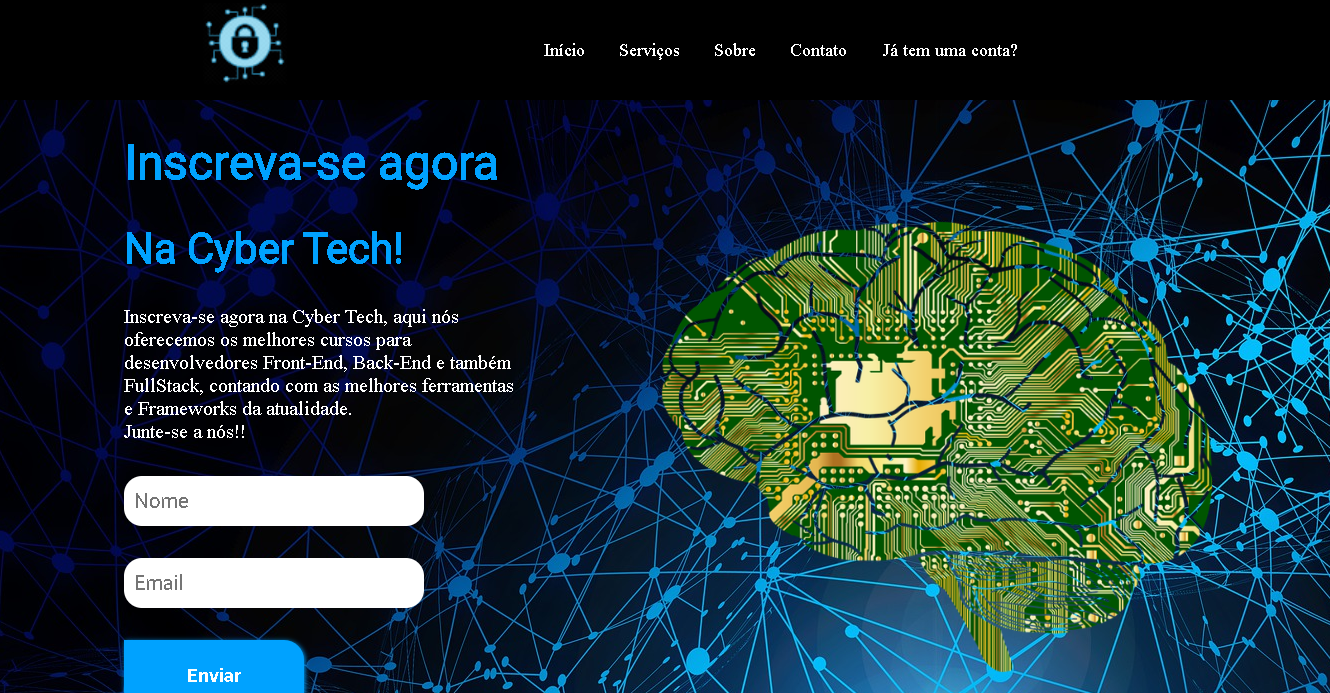 Início Serviços Sobre Contato Já tem uma conta?
Inscreva-se agora
Na Cyber Tech!
Inscreva-se agora na Cyber Tech, aqui nós
oferecemos os melhores cursos para
desenvolvedores Front-End, Back-End e também
FullStack, contando com as melhores ferramentas
e Frameworks da atualidade.
Junte-se a nós!!
Nome
Email
Enviar